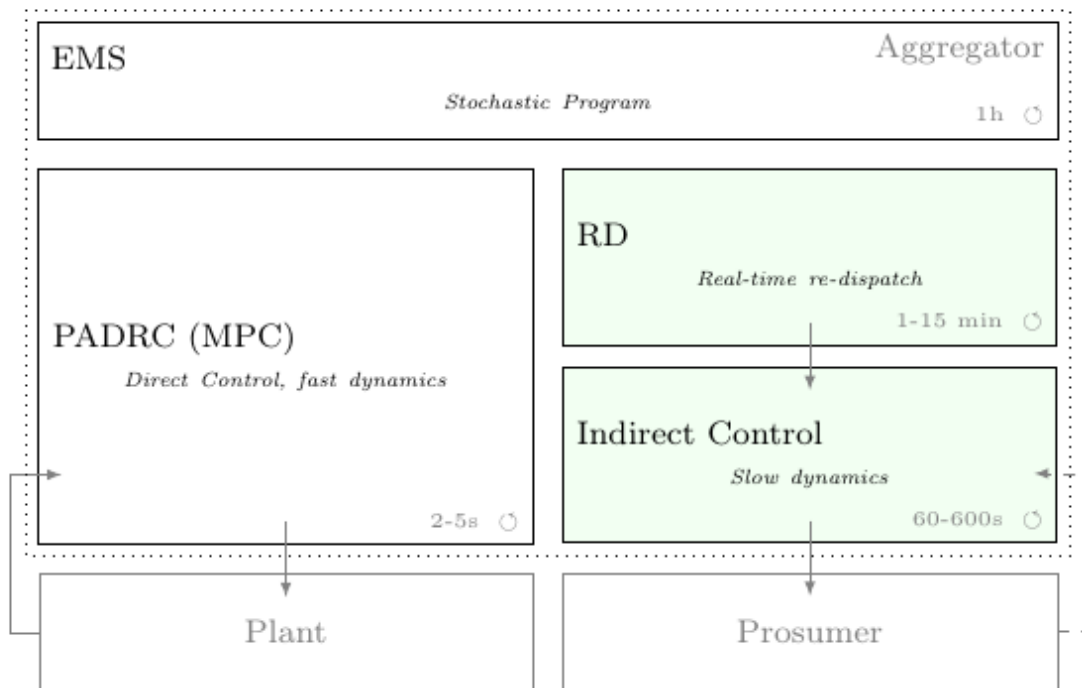 EMS
Aggregator
Stochastic Program
1h
RD
Real-time re-dispatch
1-15 min
PADRC (MPC)
Direct Control, fast dynamics
2-5s
Indirect Control
Slow dynamics
60-600s
Plant
Prosumer